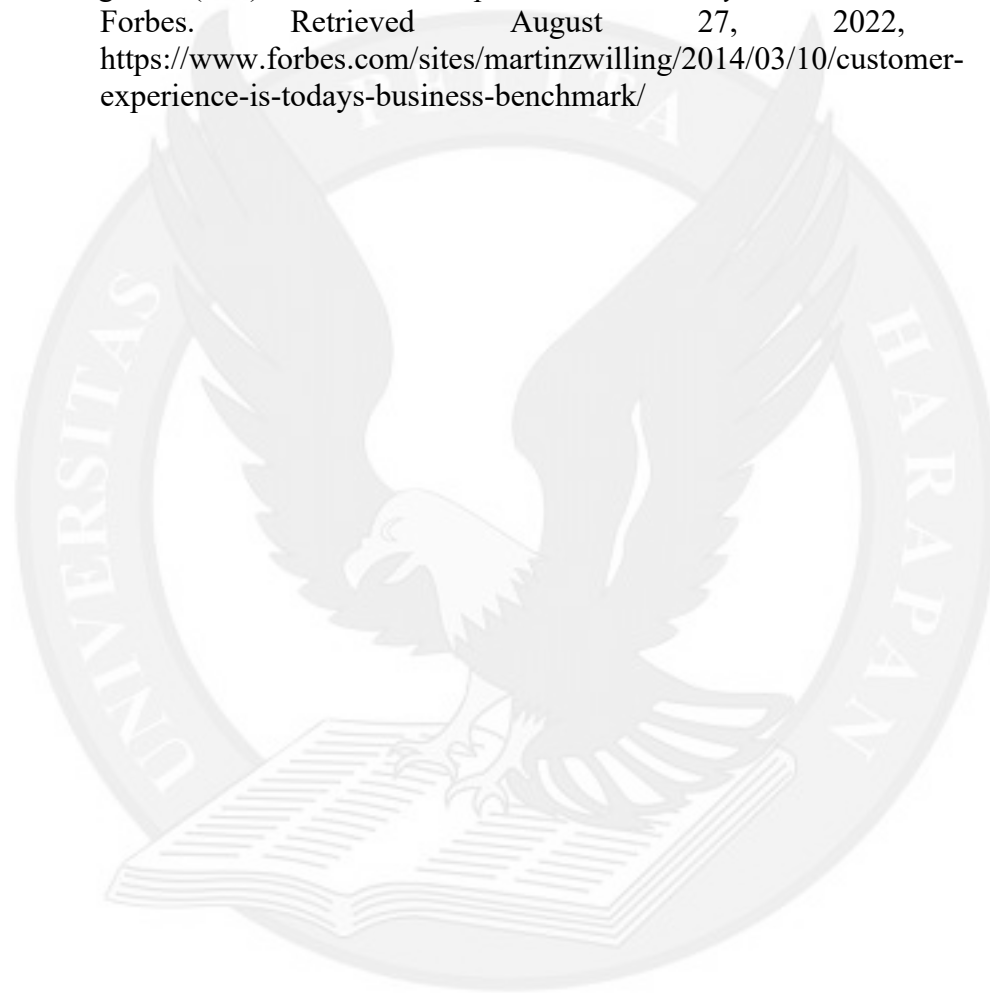 Forbes. Retrieved August 27, 2022,
https://www.forbes.com/sites/martinzwilling/2014/03/10/customer-
experience-is-todays-business-benchmark/
PELITA
UNIVERSITAS
HARAPAN